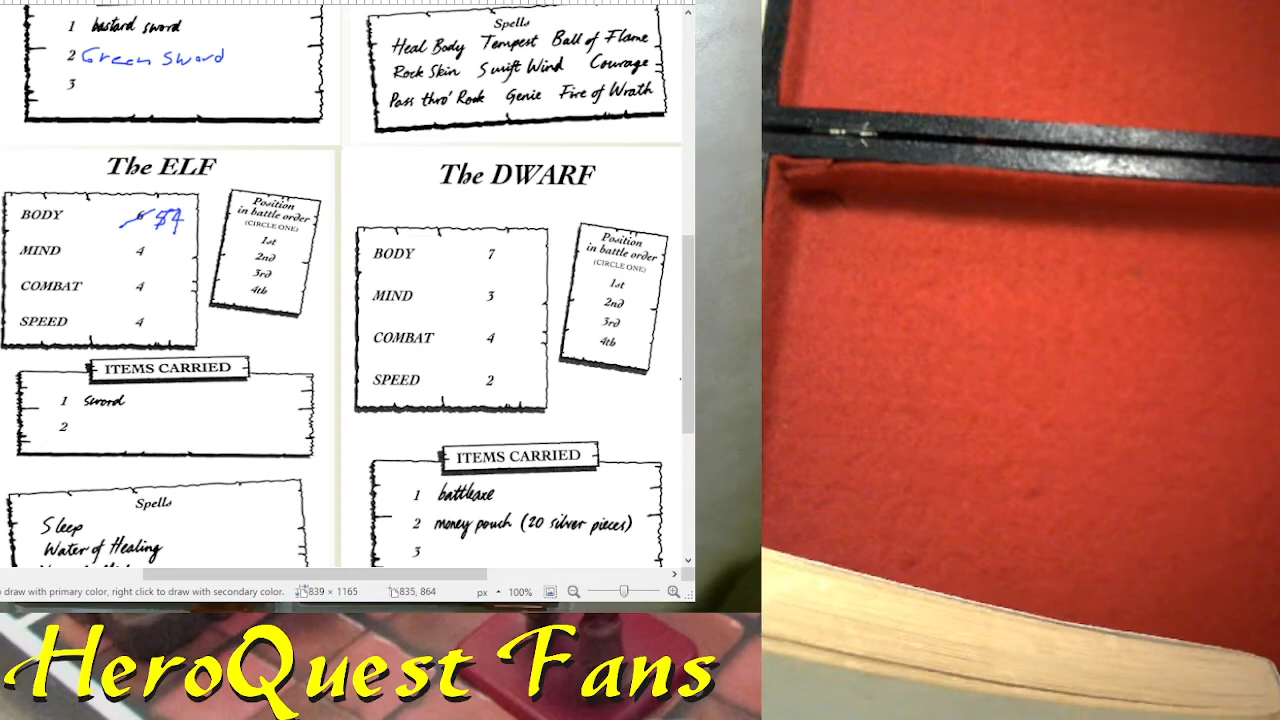 1 bastard sword
2 Green Sword
3
Spells
Heal Body Tempest Ball of Flame
Rock Skin Swift Wind Courage
Pass thro' Rock Genie Fire of Wrath
The ELF
BODY 6 5 4
MIND 4
COMBAT 4
SPEED 4
Position
in battle order
(CIRCLE ONE)
1st
2nd
3rd
4th
ITEMS CARRIED
1 sword
2
Spells
Sleep
Water of Healing
The DWARF
BODY 7
MIND 3
COMBAT 4
SPEED 2
Position
in battle order
(CIRCLE ONE)
1st
2nd
3rd
4th
ITEMS CARRIED
1 battleaxe
2 money pouch (20 silver pieces)
3
draw with primary color, right click to draw with secondary color.
839 × 1165
835, 864
px
100%
HeroQuest Fans